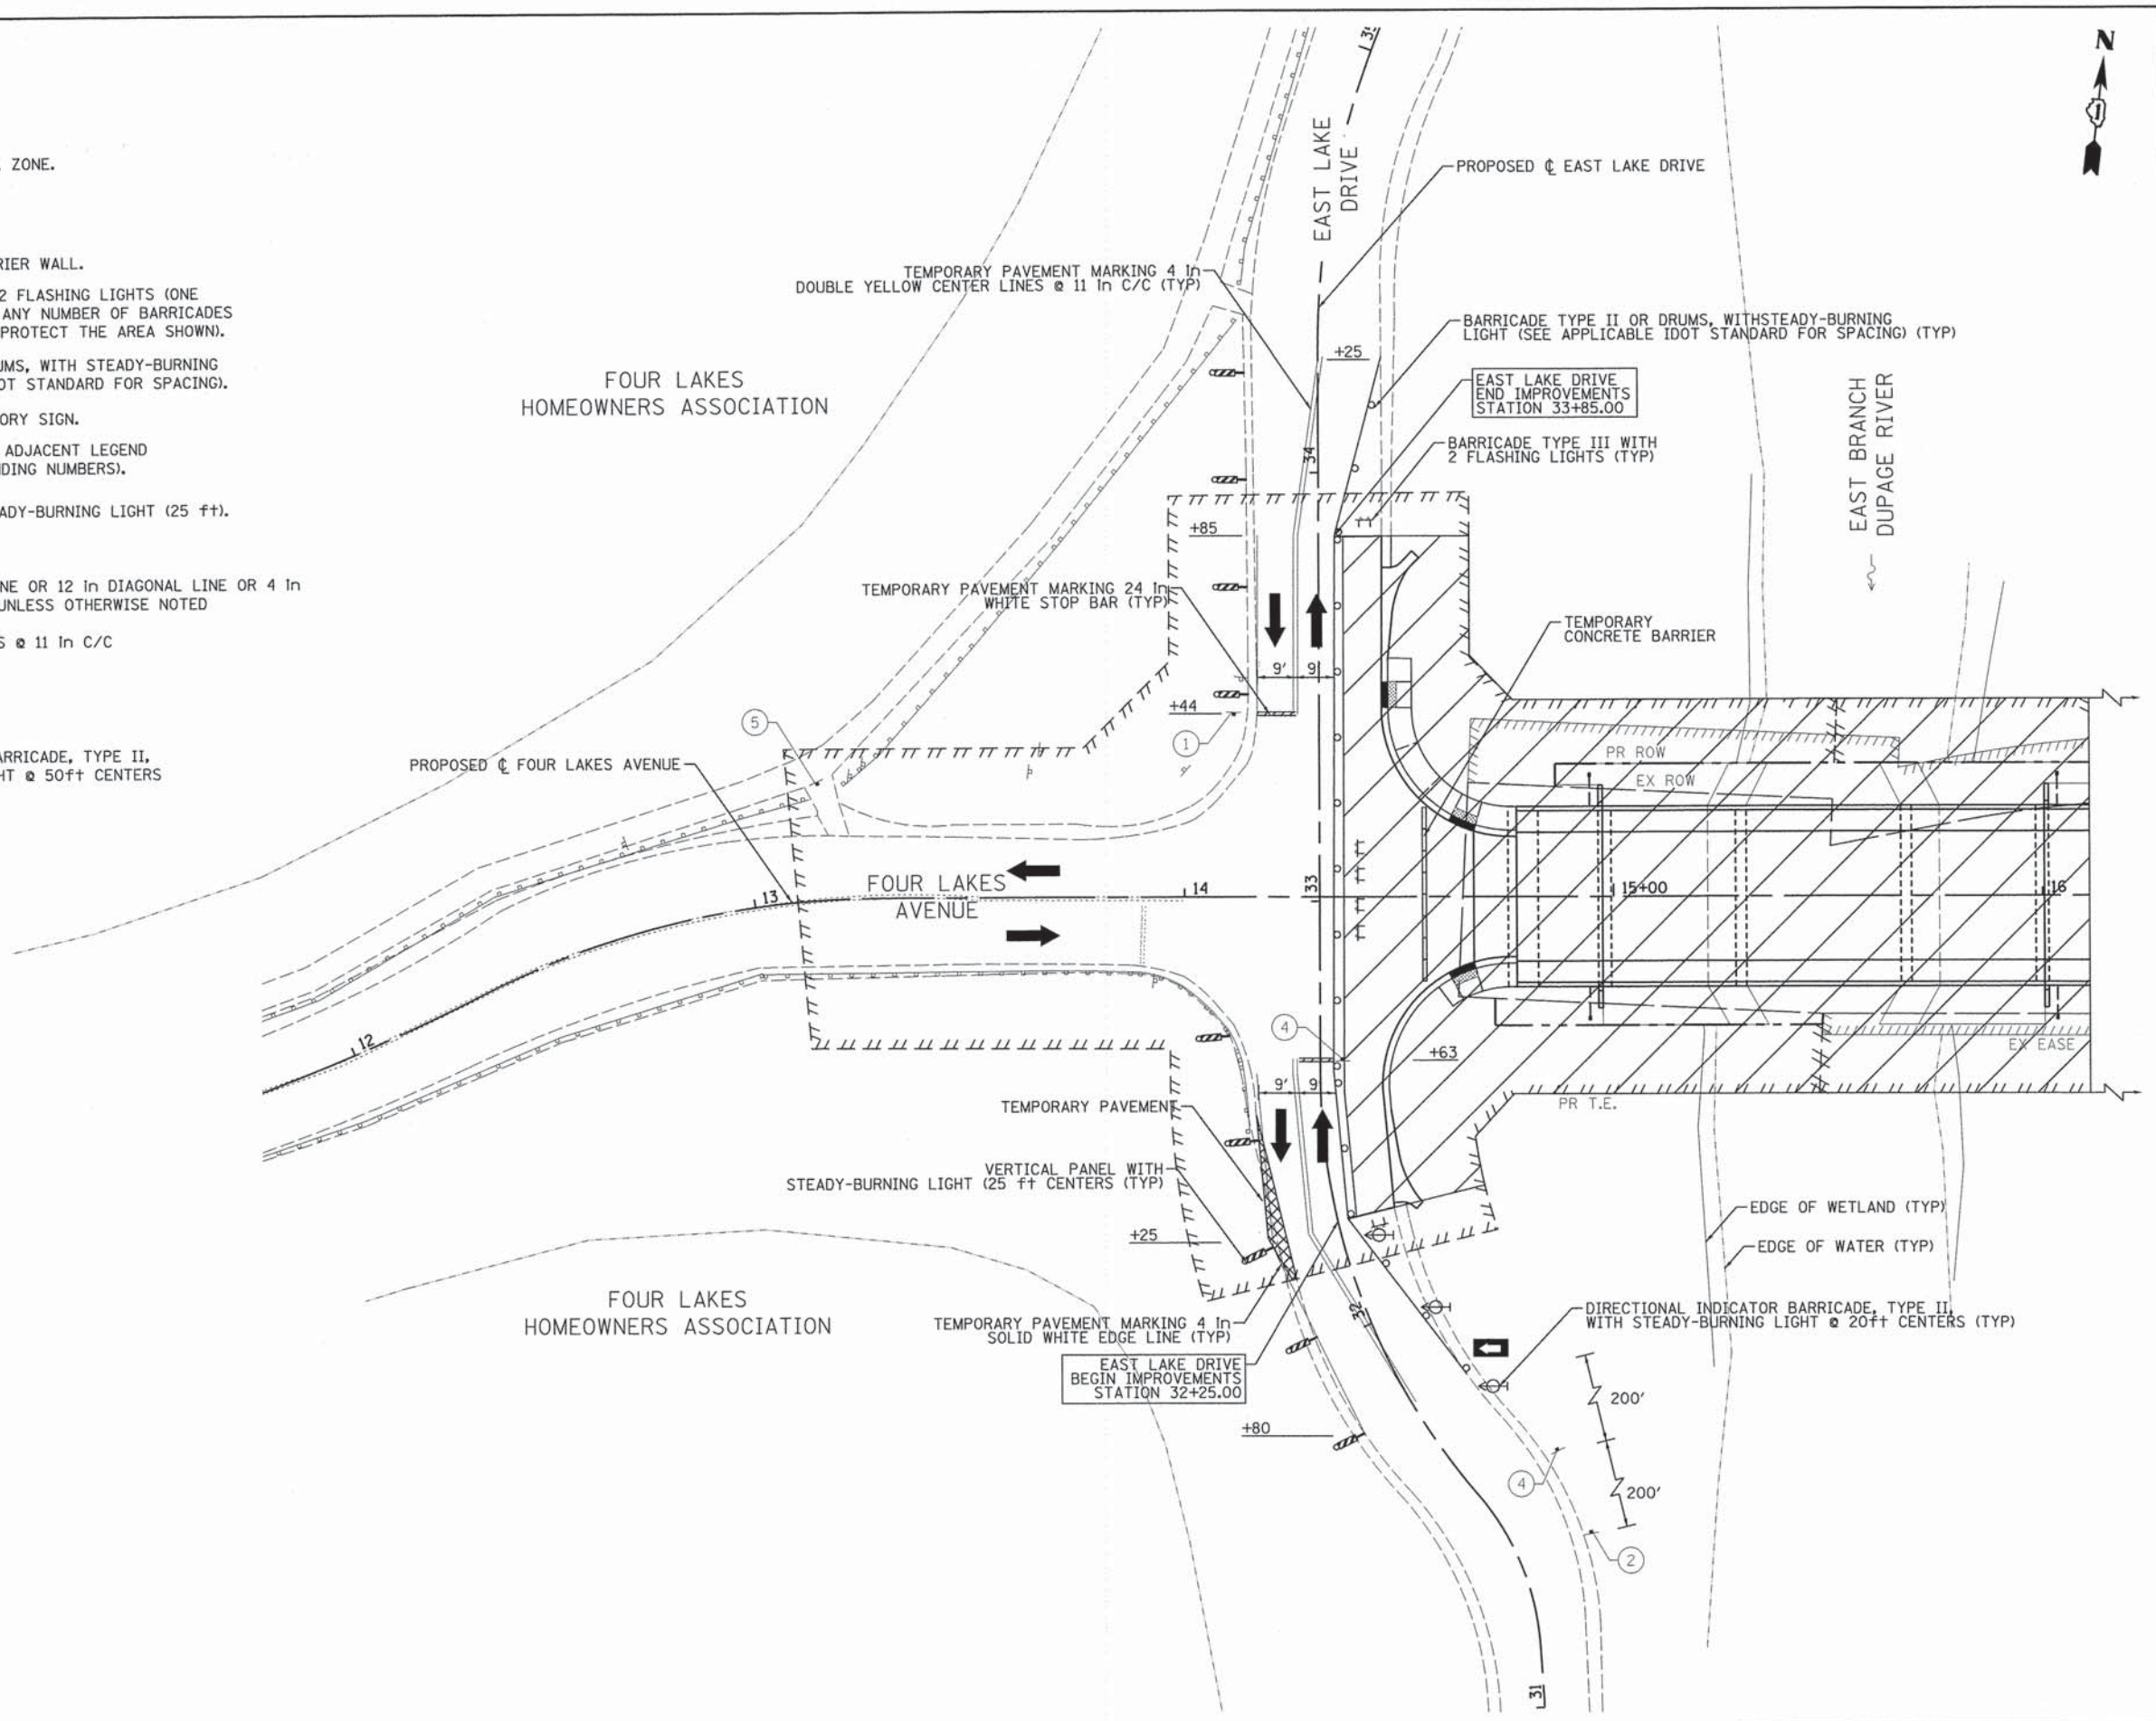 N
1
ZONE.
RIER WALL.
2 FLASHING LIGHTS (ONE
ANY NUMBER OF BARRICADES
PROTECT THE AREA SHOWN).
UMS, WITH STEADY-BURNING
OT STANDARD FOR SPACING).
ORY SIGN.
ADJACENT LEGEND
DING NUMBERS).
ADY-BURNING LIGHT (25 ft).
NE OR 12 In DIAGONAL LINE OR 4 In
UNLESS OTHERWISE NOTED
S @ 11 In C/C
ARRICADE, TYPE II,
HT @ 50ft CENTERS
35
EAST LAKE
DRIVE
PROPOSED ℄ EAST LAKE DRIVE
TEMPORARY PAVEMENT MARKING 4 In
DOUBLE YELLOW CENTER LINES @ 11 In C/C (TYP)
BARRICADE TYPE II OR DRUMS, WITHSTEADY-BURNING
LIGHT (SEE APPLICABLE IDOT STANDARD FOR SPACING) (TYP)
+25
FOUR LAKES
HOMEOWNERS ASSOCIATION
EAST LAKE DRIVE
END IMPROVEMENTS
STATION 33+85.00
EAST BRANCH
DUPAGE RIVER
BARRICADE TYPE III WITH
2 FLASHING LIGHTS (TYP)
34
+85
TEMPORARY PAVEMENT MARKING 24 In
WHITE STOP BAR (TYP)
TEMPORARY
CONCRETE BARRIER
9' 9'
+44
1
5
PROPOSED ℄ FOUR LAKES AVENUE
PR ROW
EX ROW
FOUR LAKES
AVENUE
13
14
33
15+00
16
12
4
+63
EX EASE
9' 9'
PR T.E.
TEMPORARY PAVEMENT
VERTICAL PANEL WITH
STEADY-BURNING LIGHT (25 ft CENTERS (TYP)
+25
EDGE OF WETLAND (TYP)
EDGE OF WATER (TYP)
FOUR LAKES
HOMEOWNERS ASSOCIATION
32
TEMPORARY PAVEMENT MARKING 4 In
SOLID WHITE EDGE LINE (TYP)
DIRECTIONAL INDICATOR BARRICADE, TYPE II,
WITH STEADY-BURNING LIGHT @ 20ft CENTERS (TYP)
EAST LAKE DRIVE
BEGIN IMPROVEMENTS
STATION 32+25.00
200'
+80
4
200'
2
31